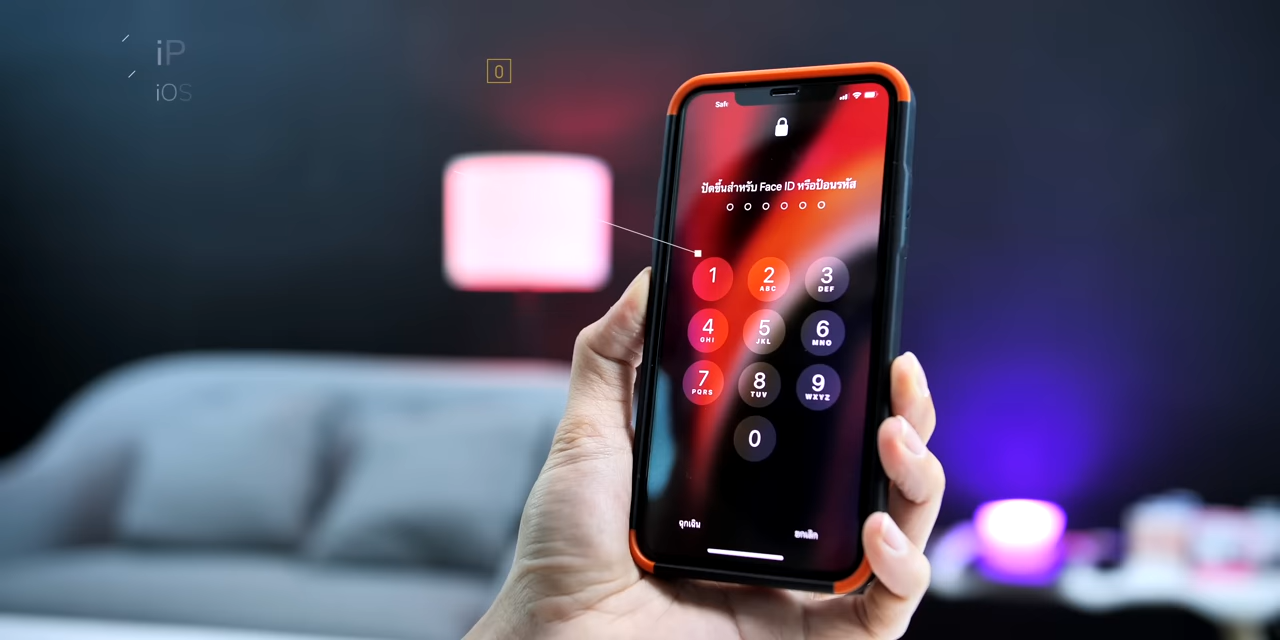 iP
iOS
0
Safe
ปัดขึ้นสำหรับ Face ID หรือป้อนรหัส
1
2
ABC
3
DEF
4
GHI
5
JKL
6
MNO
7
PQRS
8
TUV
9
WXYZ
0
ฉุกเฉิน
ยกเลิก